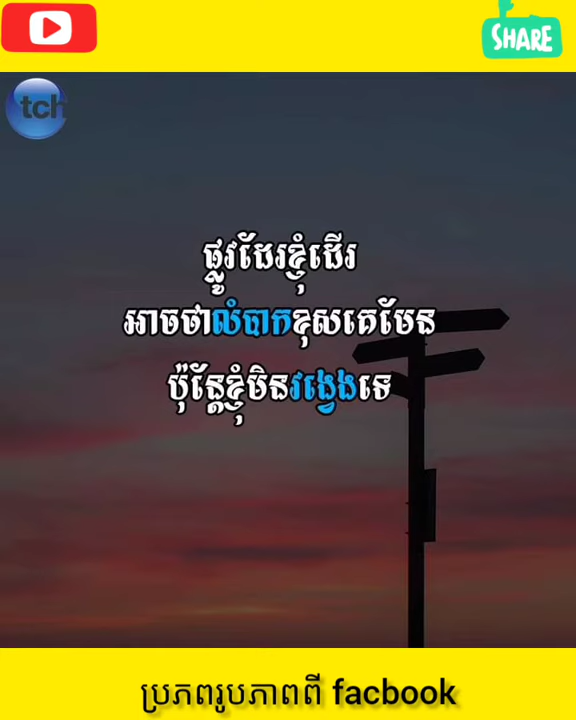 SHARE
tch
ផ្លូវដែរខ្ញុំដើរ
អាចថាលំបាកខុសគេមែន
ប៉ុន្តែខ្ញុំមិនវង្វេងទេ
ប្រភពរូបភាពពី facbook